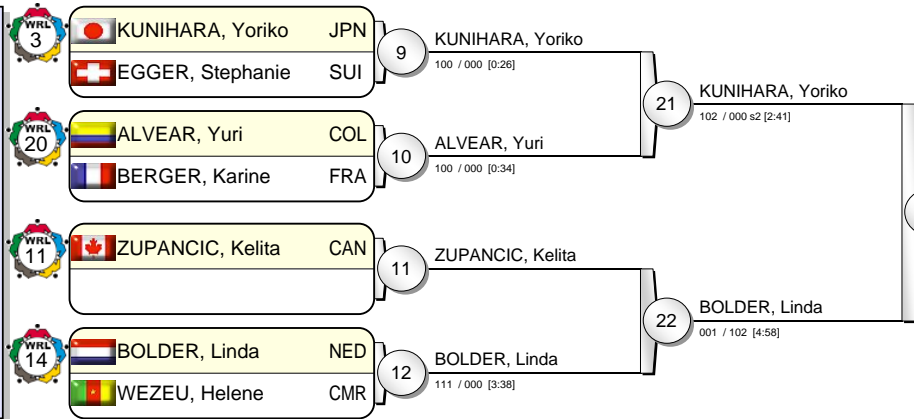 WRL
3
KUNIHARA, Yoriko JPN
EGGER, Stephanie SUI
9
KUNIHARA, Yoriko
100 / 000 [0:26]
WRL
20
ALVEAR, Yuri COL
BERGER, Karine FRA
10
ALVEAR, Yuri
100 / 000 [0:34]
21
KUNIHARA, Yoriko
102 / 000 s2 [2:41]
WRL
11
ZUPANCIC, Kelita CAN
11
ZUPANCIC, Kelita
WRL
14
BOLDER, Linda NED
WEZEU, Helene CMR
12
BOLDER, Linda
111 / 000 [3:38]
22
BOLDER, Linda
001 / 102 [4:58]